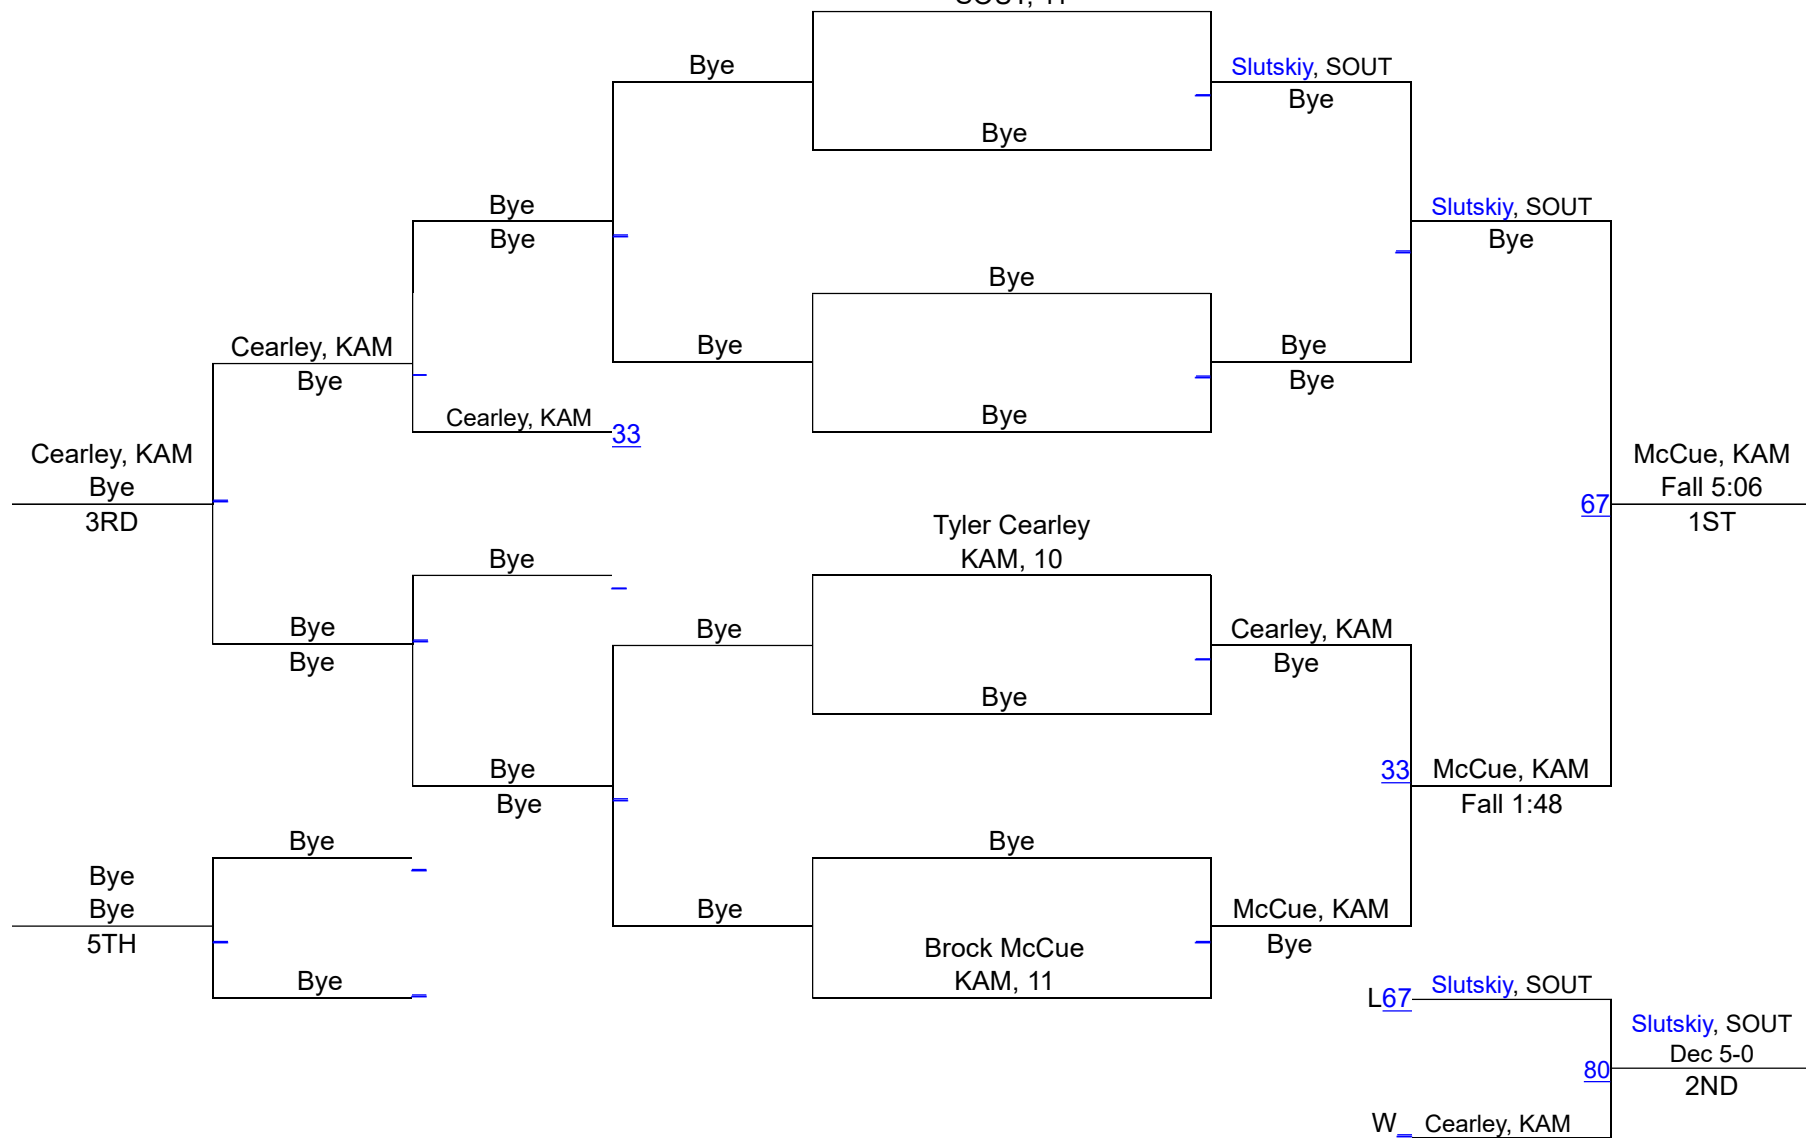 Bye
Slutskiy, SOUT
Bye
Bye
Bye
Bye
Slutskiy, SOUT
Bye
Bye
Bye
Bye
Bye
Cearley, KAM
Bye
Bye
Cearley, KAM
33
Cearley, KAM
Bye
3RD
McCue, KAM
Fall 5:06
67
1ST
Tyler Cearley
KAM, 10
Bye
Bye
Bye
Bye
Cearley, KAM
Bye
Bye
Bye
Bye
33
McCue, KAM
Fall 1:48
Bye
Bye
Bye
Bye
5TH
Bye
McCue, KAM
Bye
Brock McCue
KAM, 11
Bye
L67
Slutskiy, SOUT
Slutskiy, SOUT
Dec 5-0
80
2ND
W
Cearley, KAM